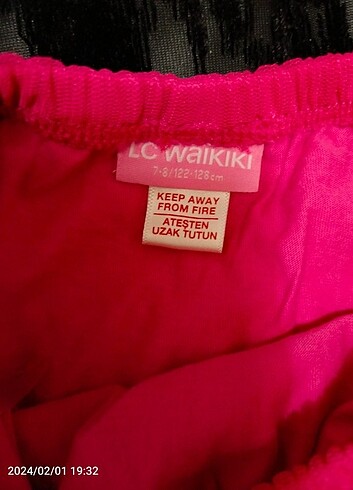 LC Waikiki
7-8/122-128cm
KEEP AWAY
FROM FIRE
ATEŞTEN
UZAK TUTUN
2024/02/01 19:32